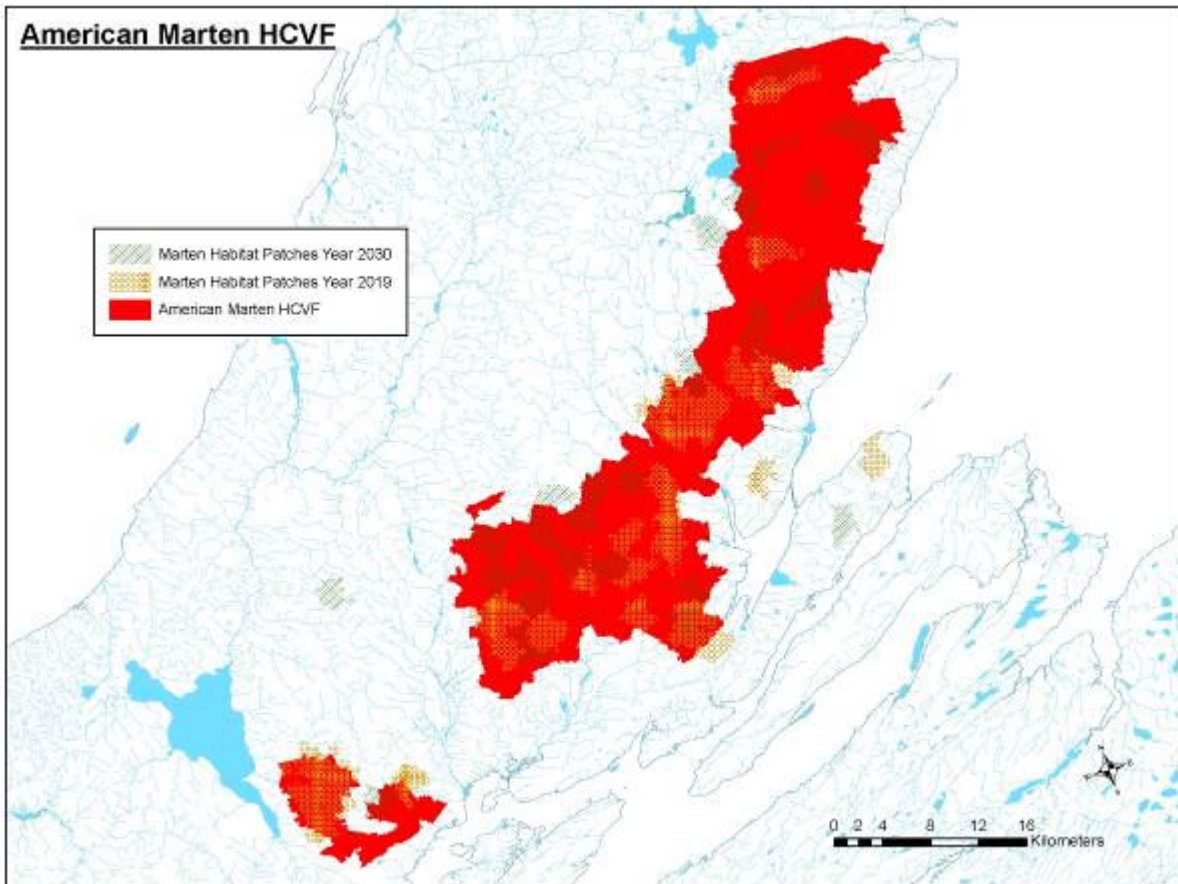 American Marten HCVF
Marten Habitat Patches Year 2030
Marten Habitat Patches Year 2019
American Marten HCVF
0 2 4 8 12 16
Kilometers